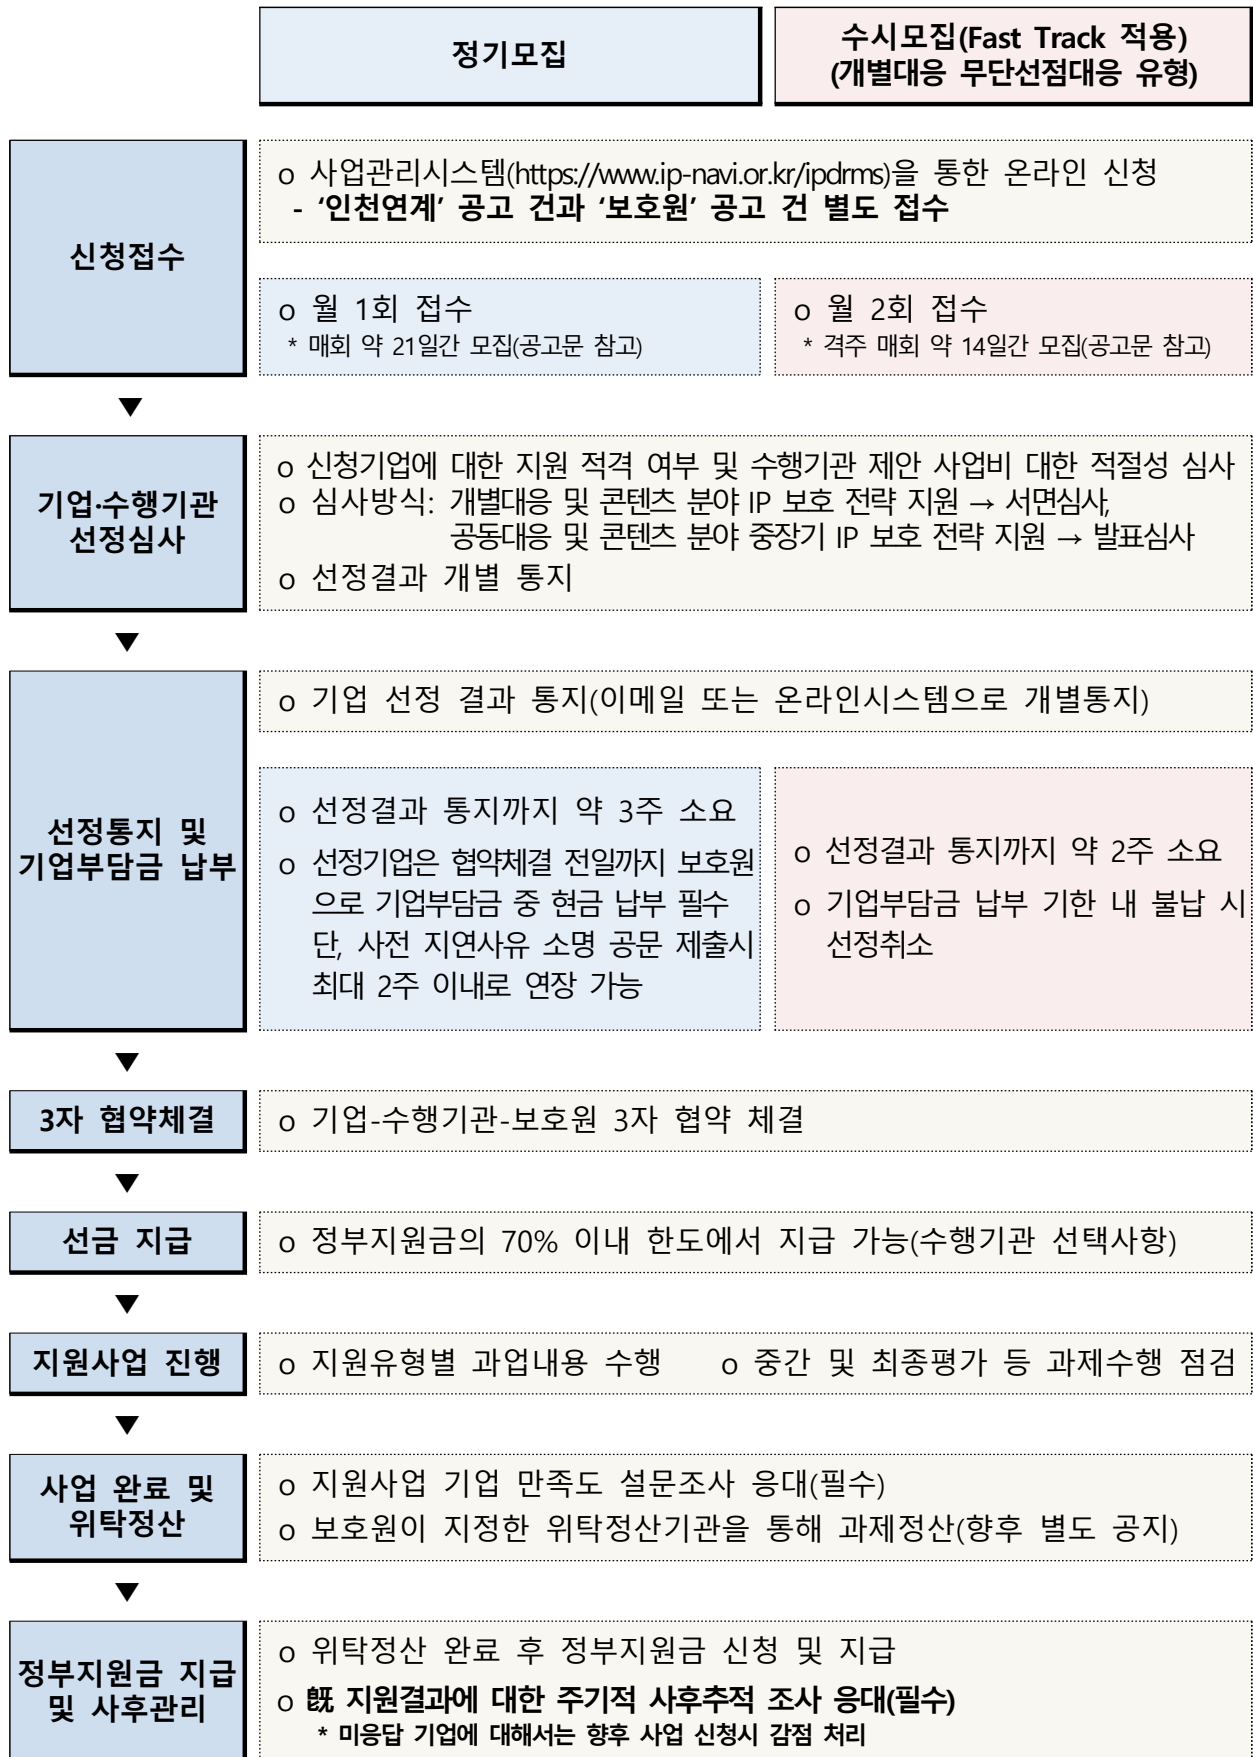 정기모집
수시모집(Fast Track 적용)
(개별대응 무단선점대응 유형)
신청접수
o 사업관리시스템(https://www.ip-navi.or.kr/ipdrms)을 통한 온라인 신청
- ‘인천연계’ 공고 건과 ‘보호원’ 공고 건 별도 접수
o 월 1회 접수
* 매회 약 21일간 모집(공고문 참고)
o 월 2회 접수
* 격주 매회 약 14일간 모집(공고문 참고)
▼
기업·수행기관
선정심사
o 신청기업에 대한 지원 적격 여부 및 수행기관 제안 사업비 대한 적절성 심사
o 심사방식: 개별대응 및 콘텐츠 분야 IP 보호 전략 지원 → 서면심사,
공동대응 및 콘텐츠 분야 중장기 IP 보호 전략 지원 → 발표심사
o 선정결과 개별 통지
▼
선정통지 및
기업부담금 납부
o 기업 선정 결과 통지(이메일 또는 온라인시스템으로 개별통지)
o 선정결과 통지까지 약 3주 소요
o 선정기업은 협약체결 전일까지 보호원
으로 기업부담금 중 현금 납부 필수
단, 사전 지연사유 소명 공문 제출시
최대 2주 이내로 연장 가능
o 선정결과 통지까지 약 2주 소요
o 기업부담금 납부 기한 내 불납 시
선정취소
▼
3자 협약체결
o 기업-수행기관-보호원 3자 협약 체결
▼
선금 지급
o 정부지원금의 70% 이내 한도에서 지급 가능(수행기관 선택사항)
▼
지원사업 진행
o 지원유형별 과업내용 수행 o 중간 및 최종평가 등 과제수행 점검
▼
사업 완료 및
위탁정산
o 지원사업 기업 만족도 설문조사 응대(필수)
o 보호원이 지정한 위탁정산기관을 통해 과제정산(향후 별도 공지)
▼
정부지원금 지급
및 사후관리
o 위탁정산 완료 후 정부지원금 신청 및 지급
o 旣 지원결과에 대한 주기적 사후추적 조사 응대(필수)
* 미응답 기업에 대해서는 향후 사업 신청시 감점 처리